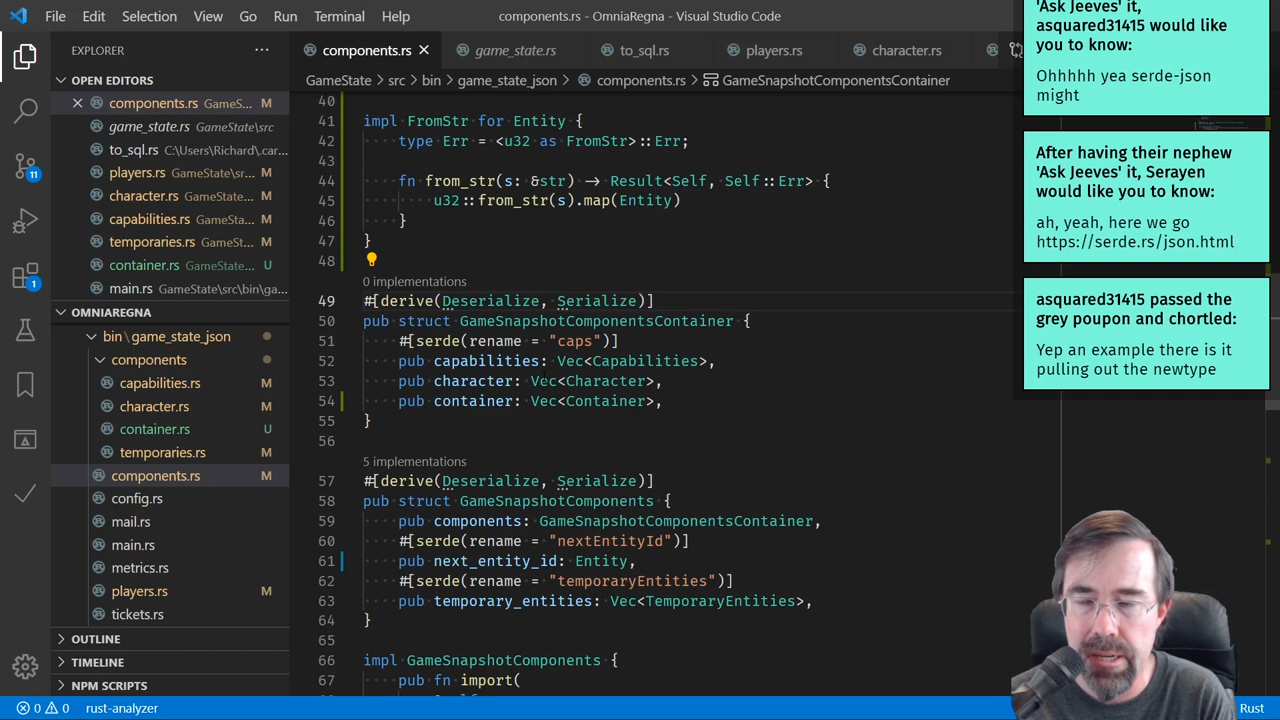 File Edit Selection View Go Run Terminal Help
components.rs - OmniaRegna - Visual Studio Code
EXPLORER
components.rs game_state.rs to_sql.rs players.rs character.rs
GameState > src > bin > game_state_json > components.rs > GameSnapshotComponentsContainer
OPEN EDITORS
components.rs GameS... M
game_state.rs GameState\src
to_sql.rs C:\Users\Richard\.car...
players.rs GameState\src... M
character.rs GameState... M
capabilities.rs GameSt... M
temporaries.rs GameSt... M
container.rs GameState... U
main.rs GameState\src\bin\ga...
OMNIAREGNA
bin\game_state_json
components
capabilities.rs M
character.rs M
container.rs U
temporaries.rs M
components.rs M
config.rs
mail.rs
main.rs
metrics.rs
players.rs M
tickets.rs
OUTLINE
TIMELINE
NPM SCRIPTS
11
1
40
41 impl FromStr for Entity {
42 type Err = <u32 as FromStr>::Err;
43
44 fn from_str(s: &str) -> Result<Self, Self::Err> {
45 u32::from_str(s).map(Entity)
46 }
47 }
48
0 implementations
49 #[derive(Deserialize, Serialize)]
50 pub struct GameSnapshotComponentsContainer {
51 #[serde(rename = "caps")]
52 pub capabilities: Vec<Capabilities>,
53 pub character: Vec<Character>,
54 pub container: Vec<Container>,
55 }
56
5 implementations
57 #[derive(Deserialize, Serialize)]
58 pub struct GameSnapshotComponents {
59 pub components: GameSnapshotComponentsContainer,
60 #[serde(rename = "nextEntityId")]
61 pub next_entity_id: Entity,
62 #[serde(rename = "temporaryEntities")]
63 pub temporary_entities: Vec<TemporaryEntities>,
64 }
65
66 impl GameSnapshotComponents {
67 pub fn import(
'Ask Jeeves' it,
asquared31415 would like
you to know:
Ohhhhh yea serde-json
might
After having their nephew
'Ask Jeeves' it, Serayen
would like you to know:
ah, yeah, here we go
https://serde.rs/json.html
asquared31415 passed the
grey poupon and chortled:
Yep an example there is it
pulling out the newtype
0 0 rust-analyzer
Rust